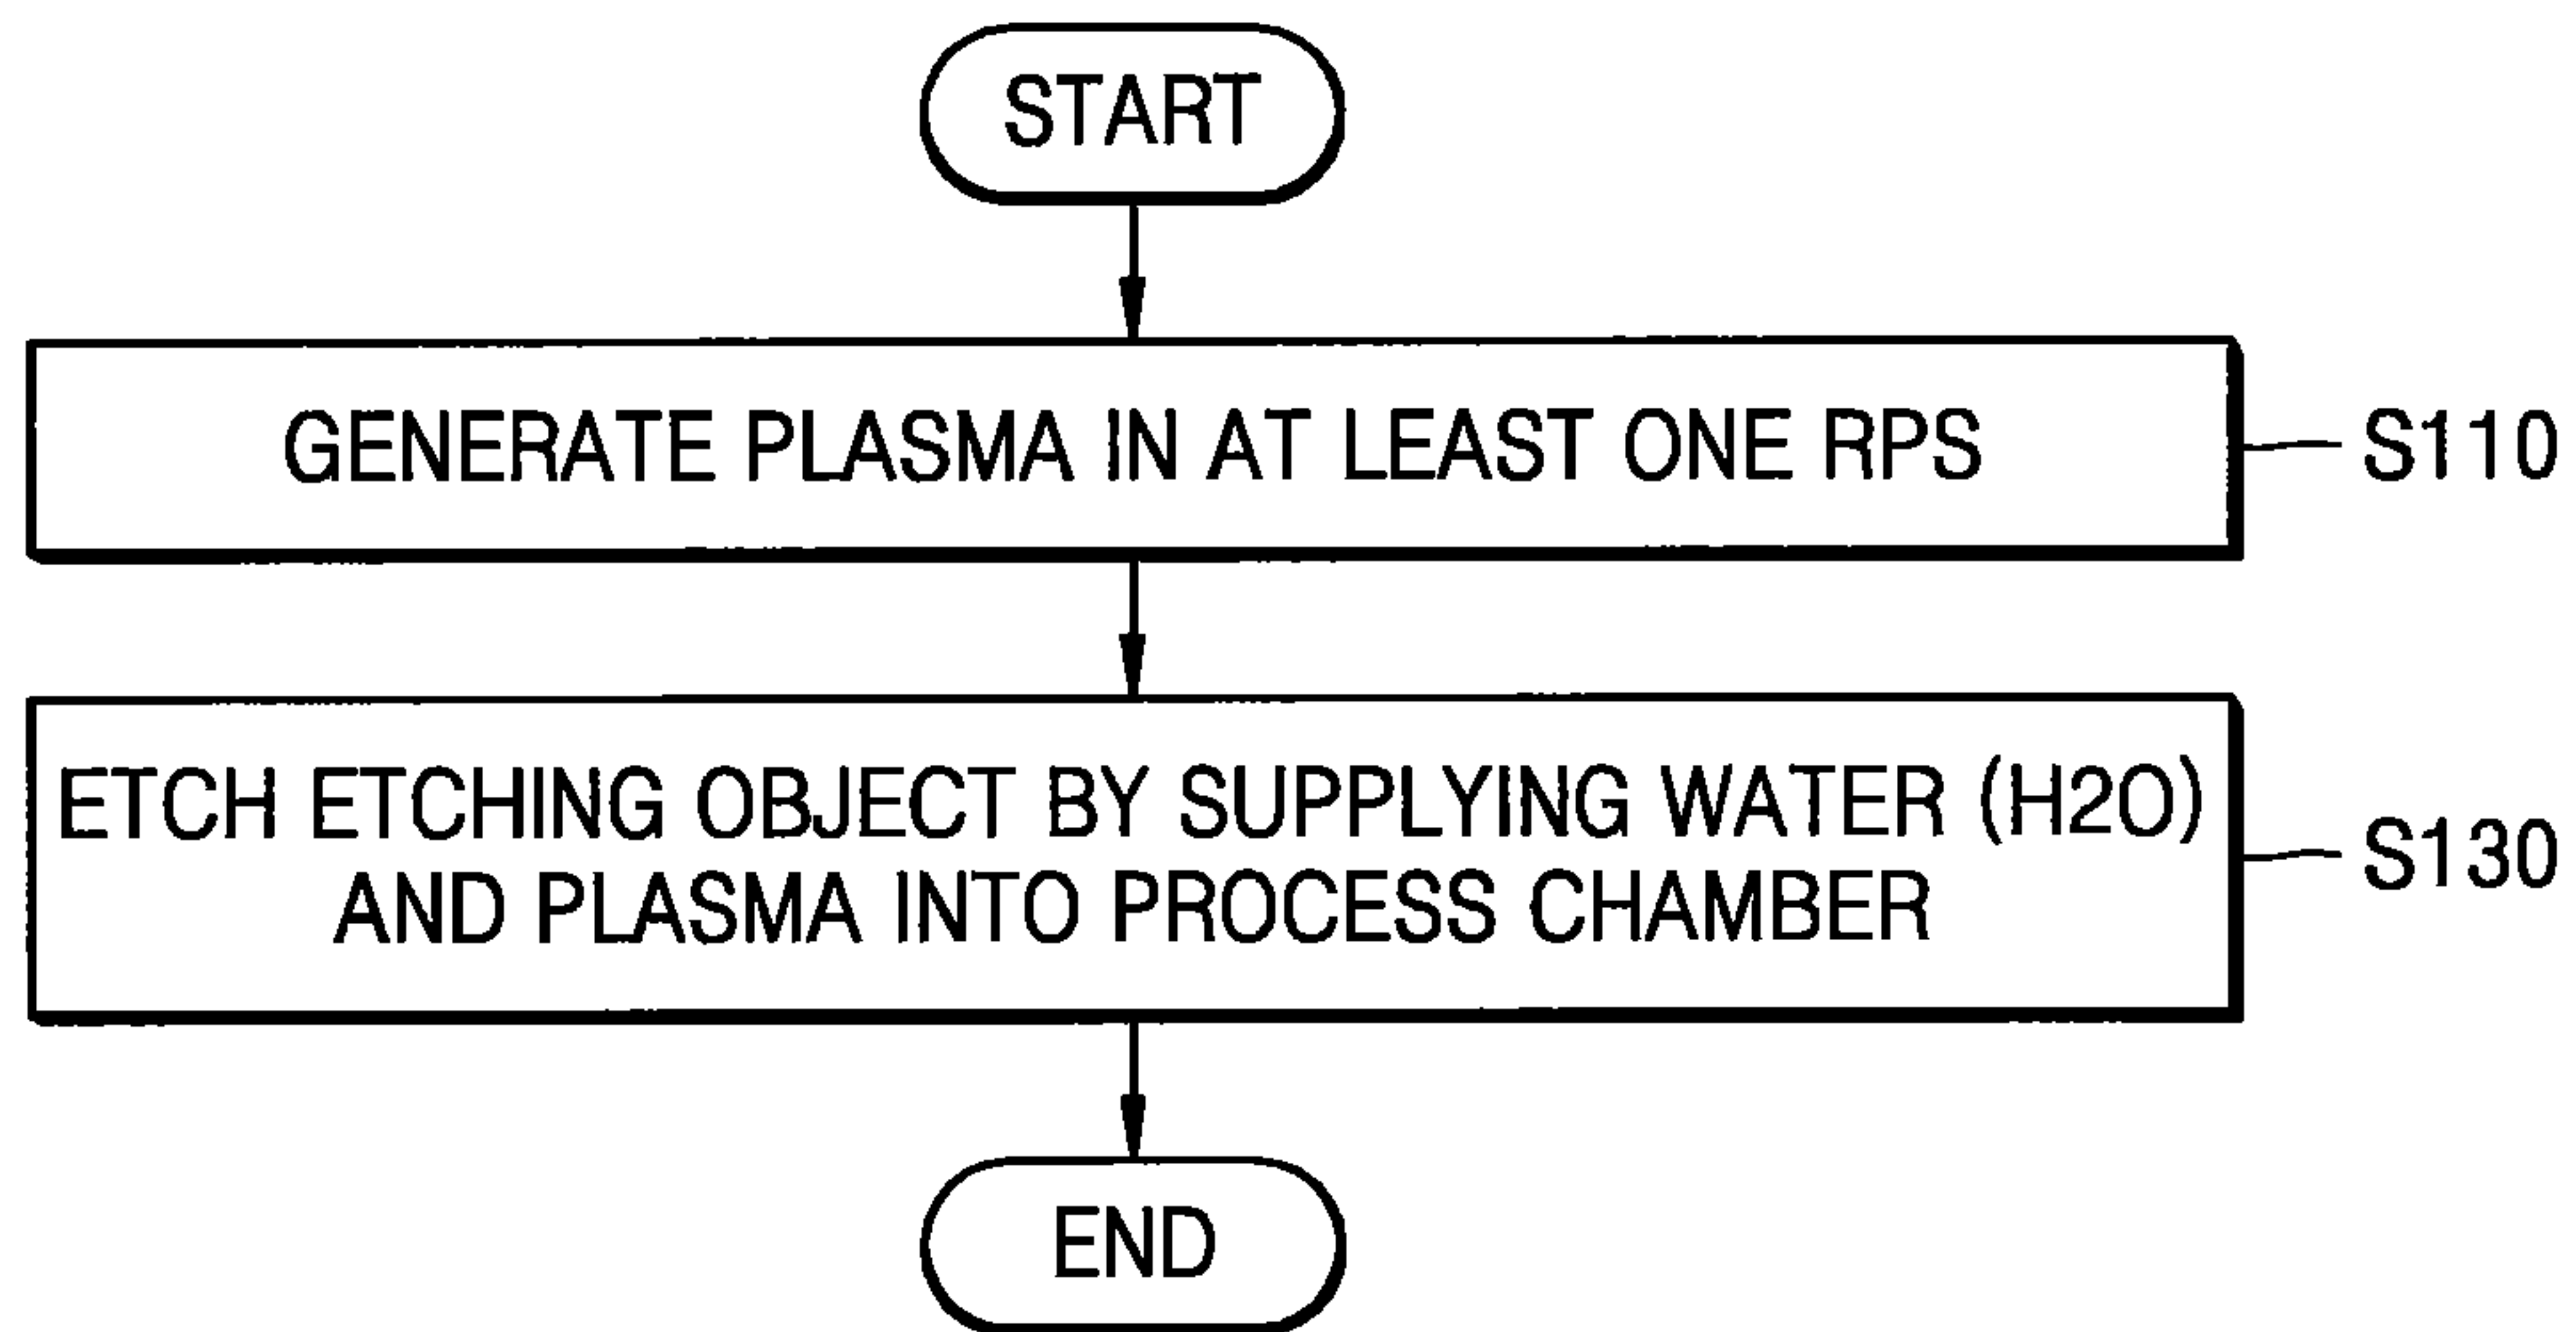 START
GENERATE PLASMA IN AT LEAST ONE RPS
S110
ETCH ETCHING OBJECT BY SUPPLYING WATER (H2O)
AND PLASMA INTO PROCESS CHAMBER
S130
END